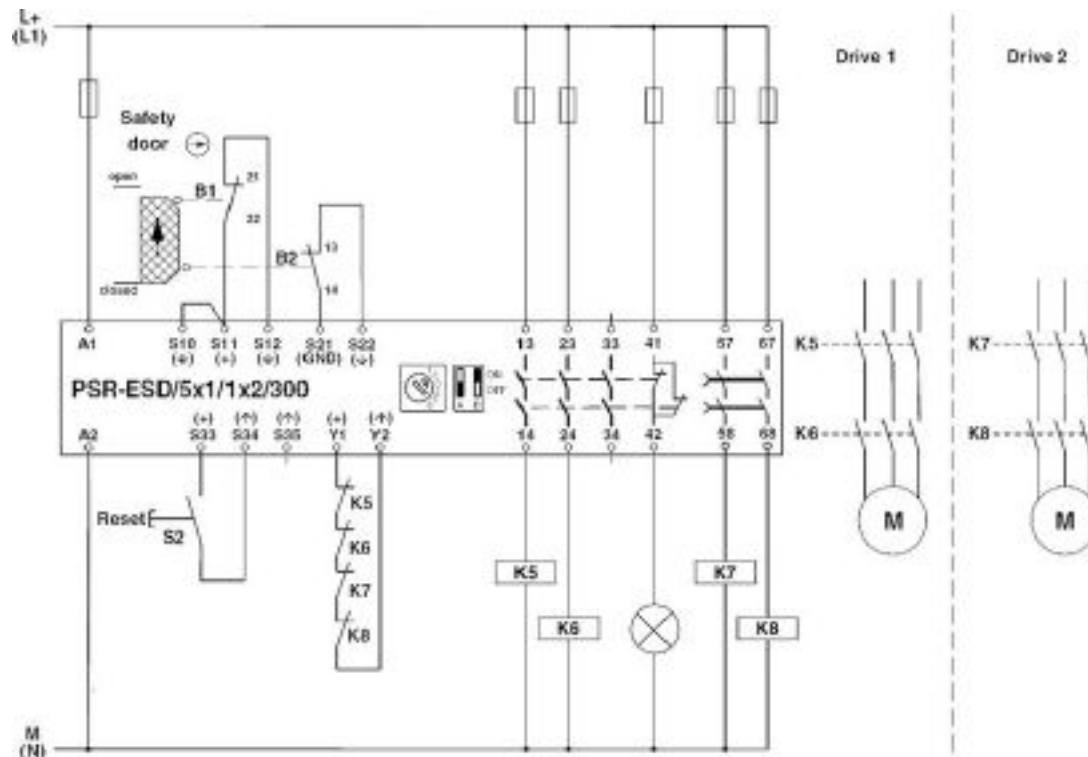 L+
(L1)
Drive 1
Drive 2
Safety
door
open
closed
B1
21
22
B2
13
14
A1
S10
S11
S12
S21
S22
(+)
(GND)
13
23
33
41
57
67
PSR-ESD/5x1/1x2/300
ON
OFF
A2
(+)
S33
S34
S35
(+)
Y1
Y2
14
24
34
42
58
68
K5
K6
K7
K8
M
M
Reset
S2
K5
K6
K7
K8
K5
K6
K7
K8
M
(N)